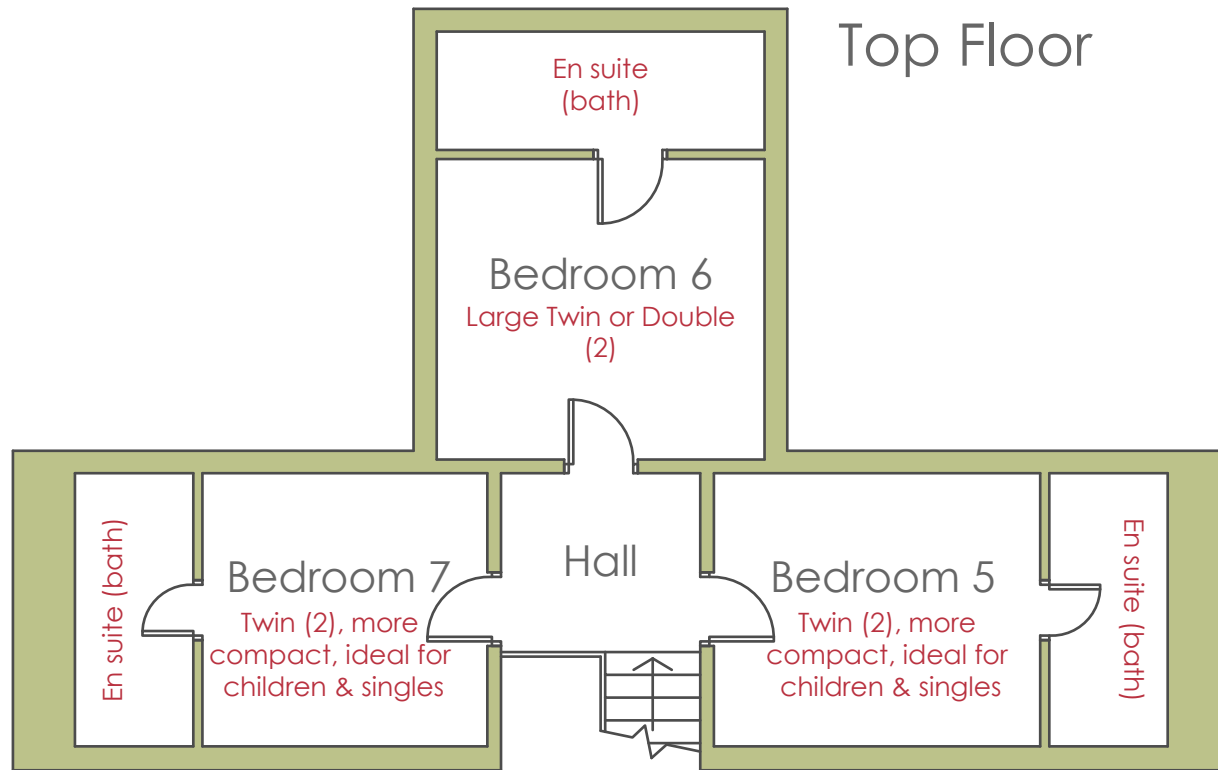 Top Floor
En suite
(bath)
Bedroom 6
Large Twin or Double
(2)
En suite (bath)
Bedroom 7
Twin (2), more
compact, ideal for
children & singles
Hall
Bedroom 5
Twin (2), more
compact, ideal for
children & singles
En suite (bath)